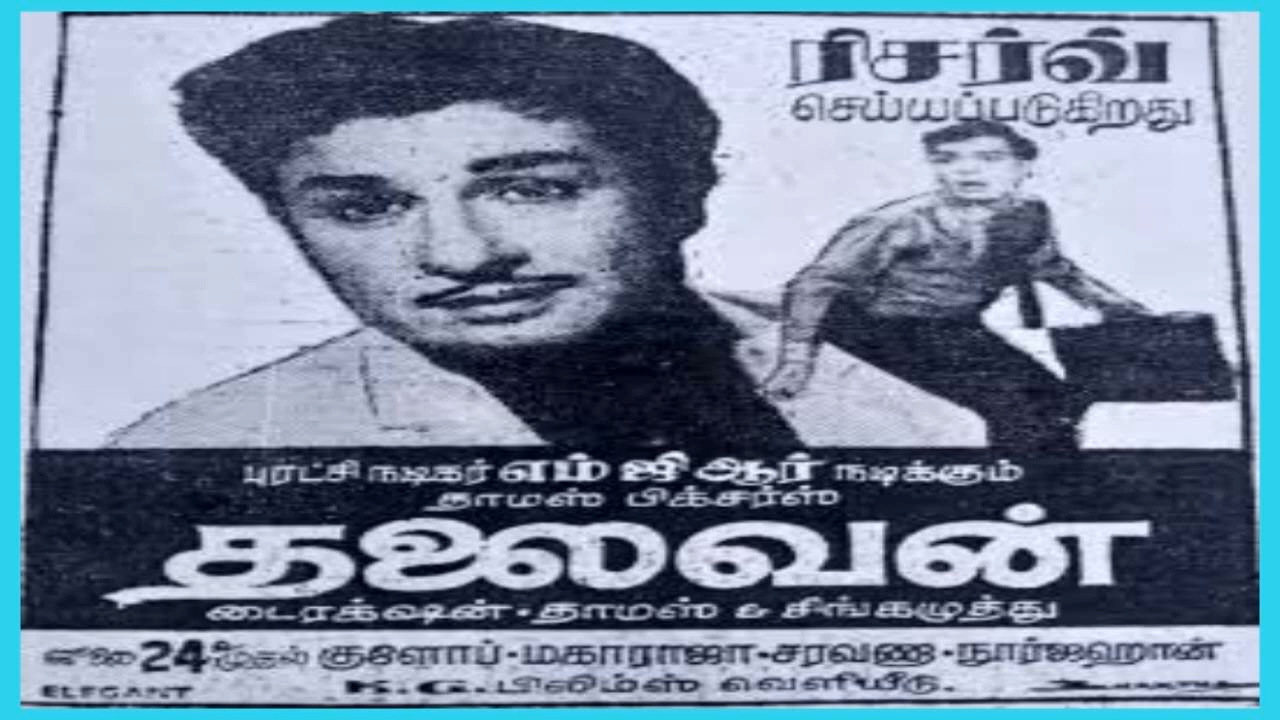 ரிசர்வ்
செய்யப்படுகிறது
புரட்சி நடிகர் எம் ஜி ஆர் நடிக்கும்
தாமஸ் பிக்சர்ஸ்
தலைவன்
டைரக்‌ஷன் · தாமஸ் & சிங்கமுத்து
ஜூலை 24 முதல் குளோப் · மகாராஜா · சரவணா · நூர்ஜஹான்
ELEGANT K.G. பிலிம்ஸ் வெளியீடு.